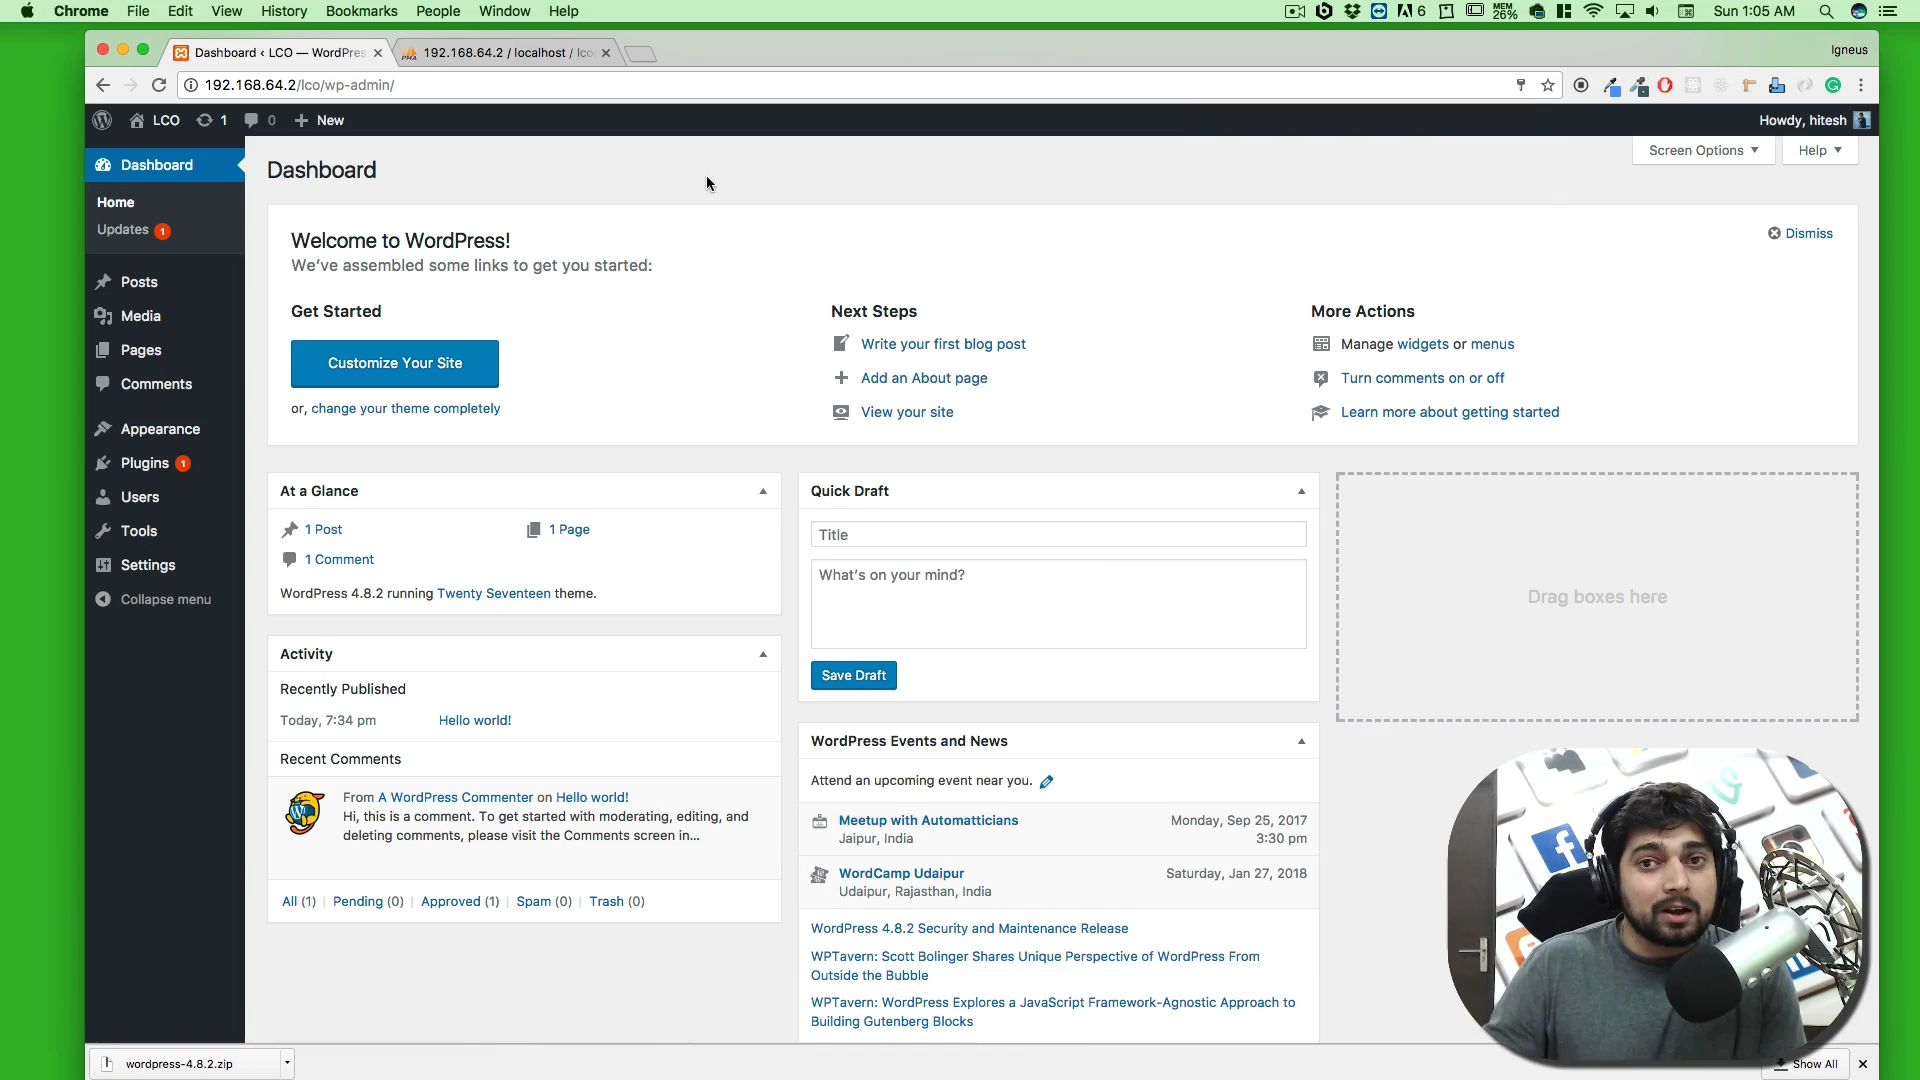 Chrome File Edit View History Bookmarks People Window Help
6 MEM 26% Sun 1:05 AM
Dashboard ‹ LCO — WordPres
PMA 192.168.64.2 / localhost / lco
Igneus
192.168.64.2/lco/wp-admin/
LCO 1 0 New
Howdy, hitesh
Dashboard
Home
Updates 1
Posts
Media
Pages
Comments
Appearance
Plugins 1
Users
Tools
Settings
Collapse menu
Dashboard
Screen Options
Help
Welcome to WordPress!
We've assembled some links to get you started:
Dismiss
Get Started
Customize Your Site
or, change your theme completely
Next Steps
Write your first blog post
Add an About page
View your site
More Actions
Manage widgets or menus
Turn comments on or off
Learn more about getting started
At a Glance
1 Post
1 Page
1 Comment
WordPress 4.8.2 running Twenty Seventeen theme.
Activity
Recently Published
Today, 7:34 pm Hello world!
Recent Comments
From A WordPress Commenter on Hello world!
Hi, this is a comment. To get started with moderating, editing, and
deleting comments, please visit the Comments screen in...
All (1) | Pending (0) | Approved (1) | Spam (0) | Trash (0)
Quick Draft
Title
What's on your mind?
Save Draft
WordPress Events and News
Attend an upcoming event near you.
Meetup with Automatticians
Jaipur, India
Monday, Sep 25, 2017
3:30 pm
WordCamp Udaipur
Udaipur, Rajasthan, India
Saturday, Jan 27, 2018
WordPress 4.8.2 Security and Maintenance Release
WPTavern: Scott Bolinger Shares Unique Perspective of WordPress From
Outside the Bubble
WPTavern: WordPress Explores a JavaScript Framework-Agnostic Approach to
Building Gutenberg Blocks
Drag boxes here
wordpress-4.8.2.zip
Show All